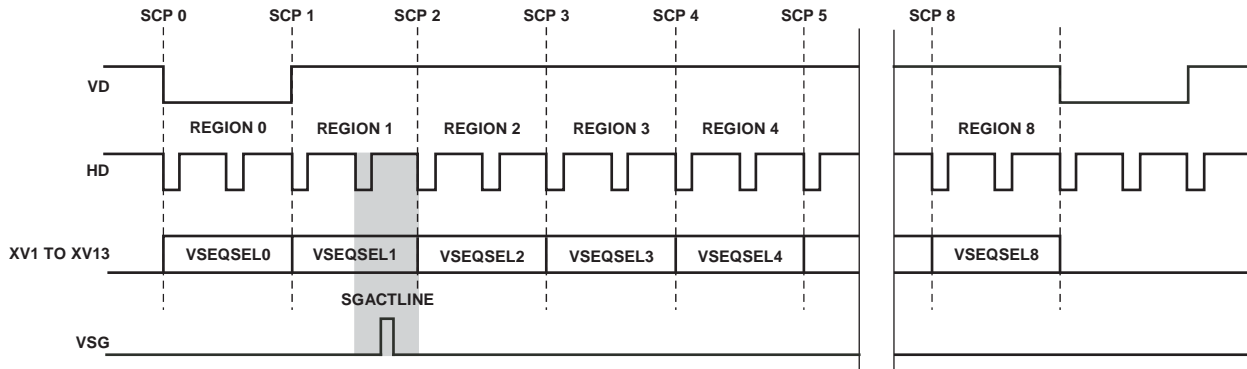 SCP 0 SCP 1 SCP 2 SCP 3 SCP 4 SCP 5 SCP 8
VD
REGION 0 REGION 1 REGION 2 REGION 3 REGION 4 REGION 8
HD
XV1 TO XV13 VSEQSEL0 VSEQSEL1 VSEQSEL2 VSEQSEL3 VSEQSEL4 VSEQSEL8
SGACTLINE
VSG